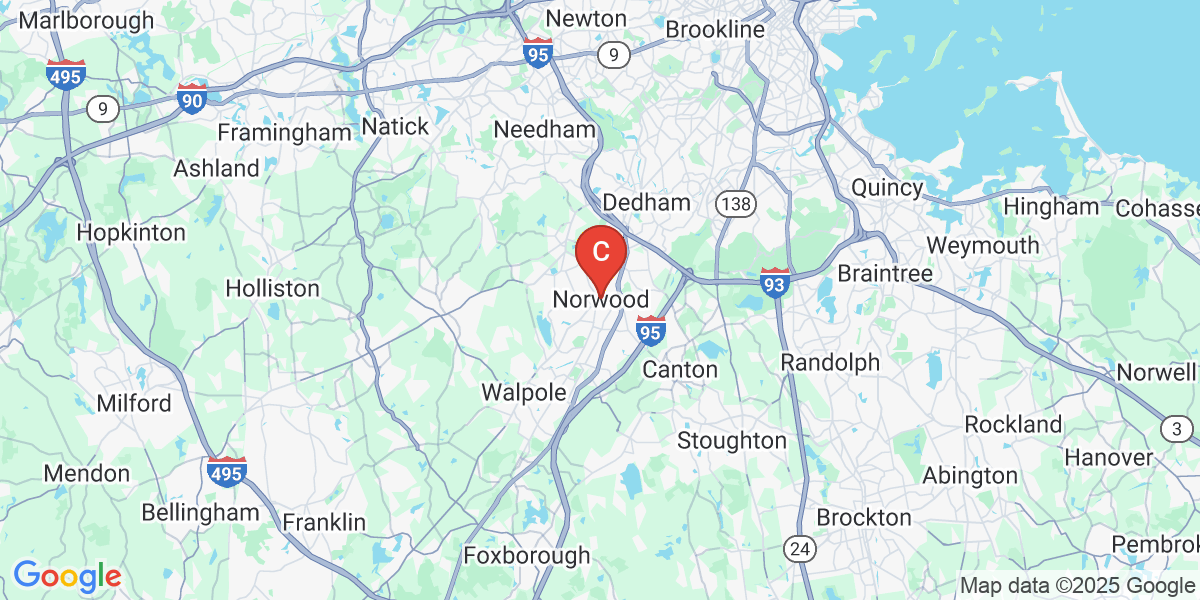 Marlborough
Newton
Brookline
495
95
9
90
9
Framingham
Natick
Needham
Ashland
Dedham
138
Quincy
Hingham
Cohasse
Hopkinton
Weymouth
C
Braintree
Holliston
Norwood
93
95
Randolph
Canton
Norwell
Walpole
Milford
3
Rockland
Stoughton
Hanover
Mendon
495
Abington
Bellingham
Franklin
Brockton
24
Foxborough
Pembrok
Google
Map data ©2025 Google